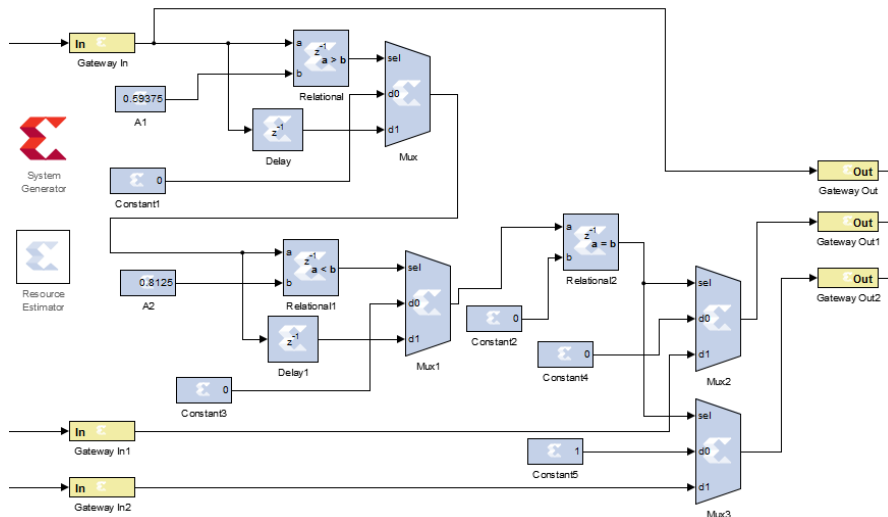 In
Gateway In
a
b
z-1
a > b
Relational
0.59375
A1
z-1
Delay
sel
d0
d1
Mux
0
Constant1
System
Generator
Resource
Estimator
a
b
z-1
a < b
Relational1
0.8125
A2
z-1
Delay1
sel
d0
d1
Mux1
0
Constant3
a
b
z-1
a = b
Relational2
0
Constant2
0
Constant4
sel
d0
d1
Mux2
Out
Gateway Out
Out
Gateway Out1
Out
Gateway Out2
In
Gateway In1
In
Gateway In2
1
Constant5
sel
d0
d1
Mux3